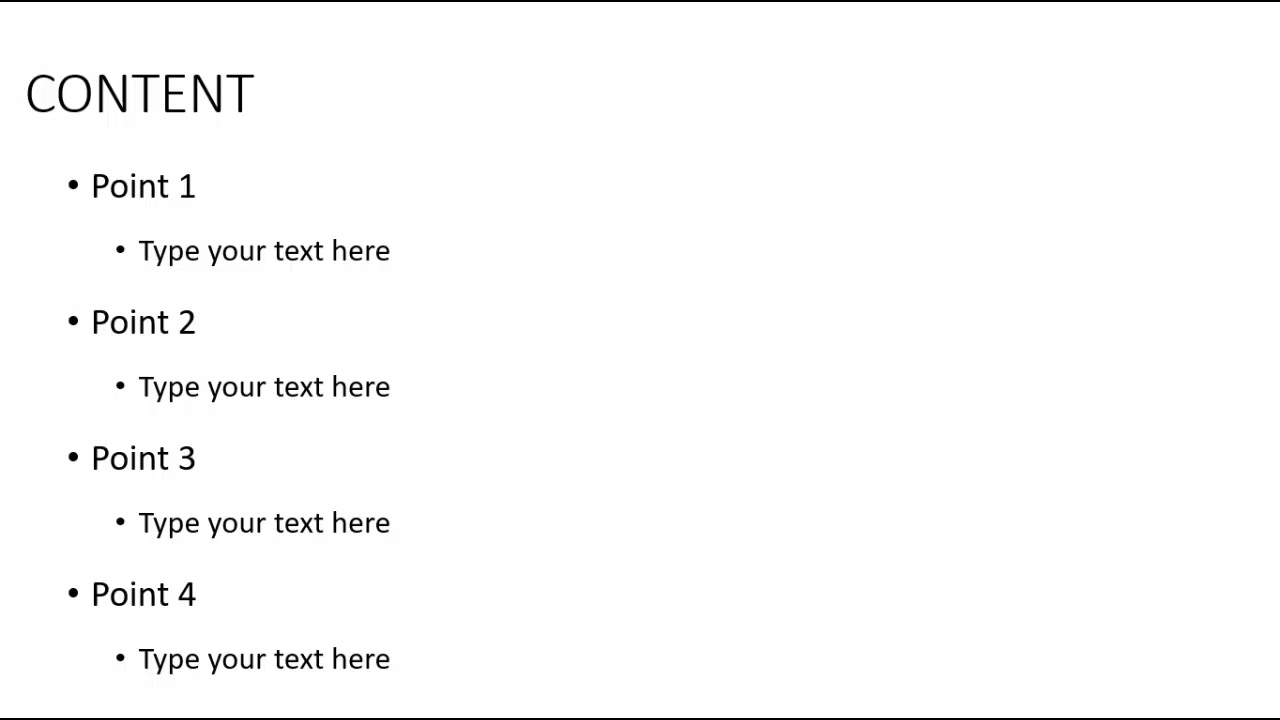 CONTENT
• Point 1
• Type your text here
• Point 2
• Type your text here
• Point 3
• Type your text here
• Point 4
• Type your text here